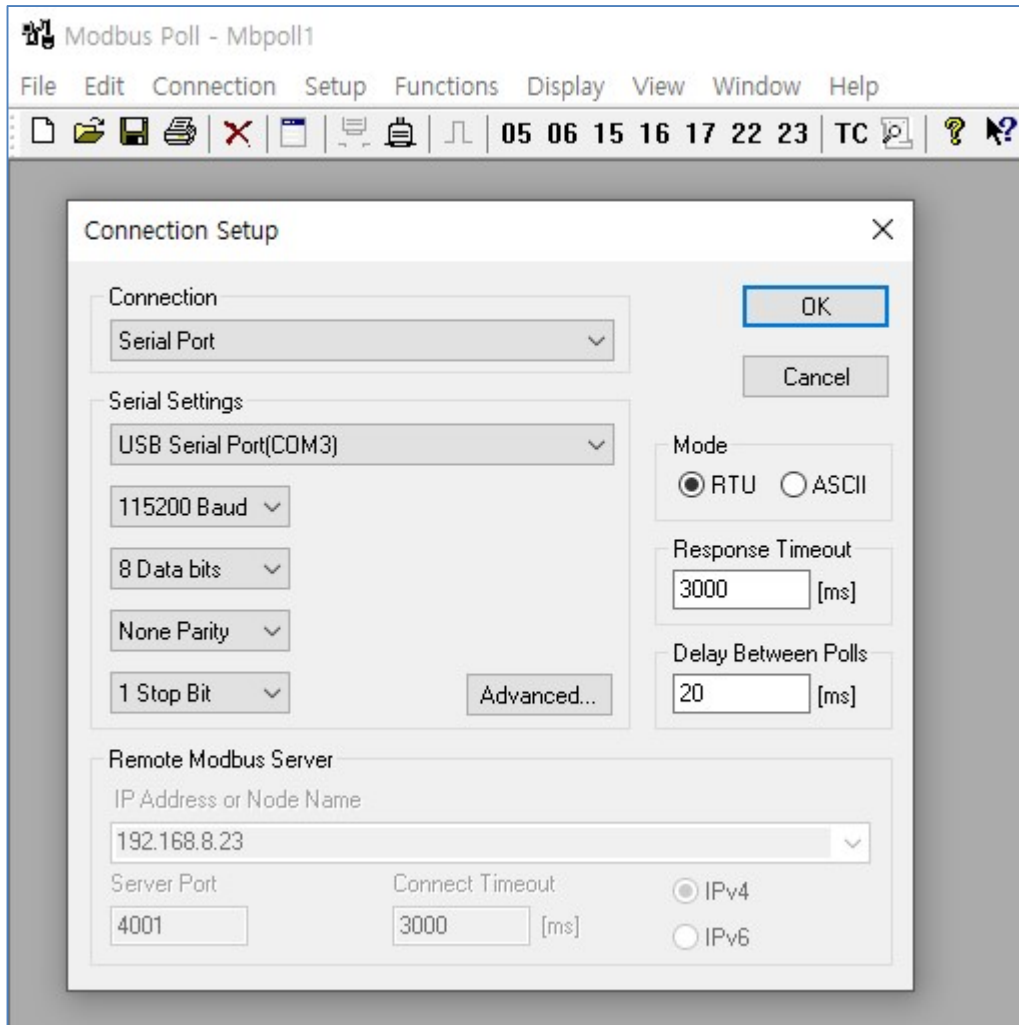 Modbus Poll - Mbpoll1
File Edit Connection Setup Functions Display View Window Help
05 06 15 16 17 22 23 TC
Connection Setup
Connection
Serial Port
OK
Cancel
Serial Settings
USB Serial Port(COM3)
Mode
RTU ASCII
115200 Baud
Response Timeout
3000 [ms]
8 Data bits
None Parity
Delay Between Polls
20 [ms]
1 Stop Bit
Advanced...
Remote Modbus Server
IP Address or Node Name
192.168.8.23
Server Port
Connect Timeout
4001
3000 [ms]
IPv4
IPv6